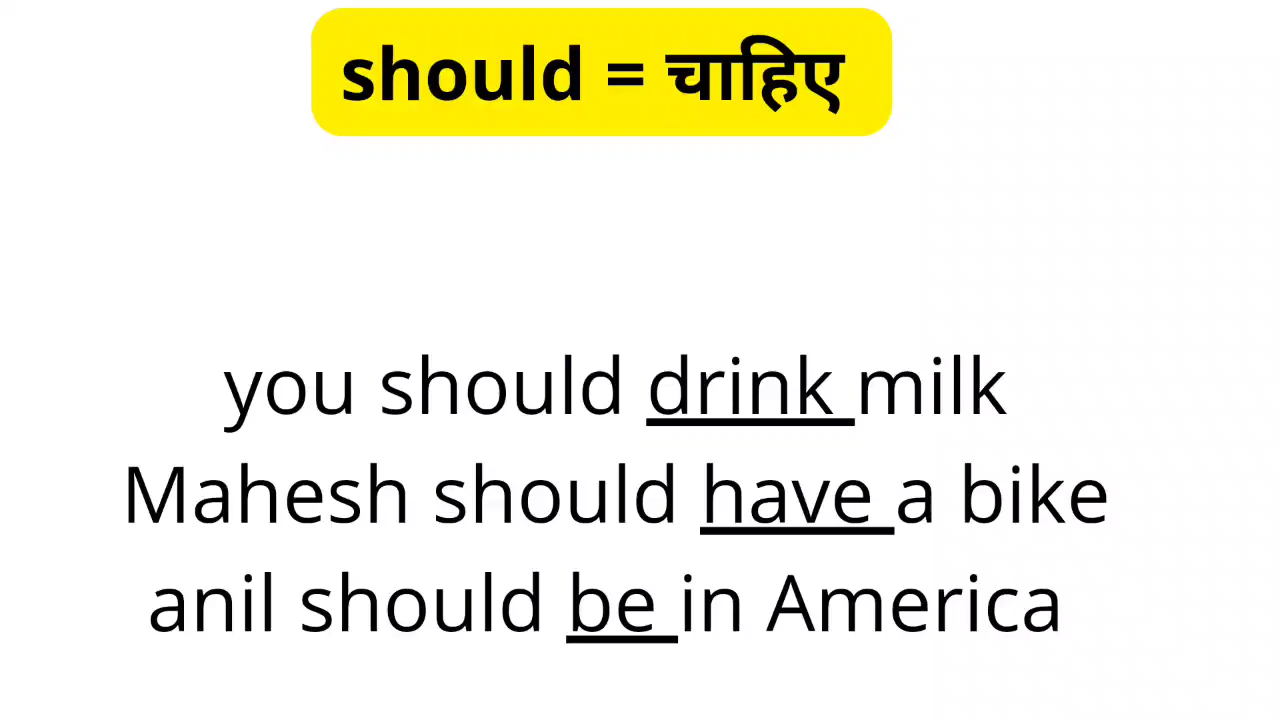 should = चाहिए
you should drink milk
Mahesh should have a bike
anil should be in America